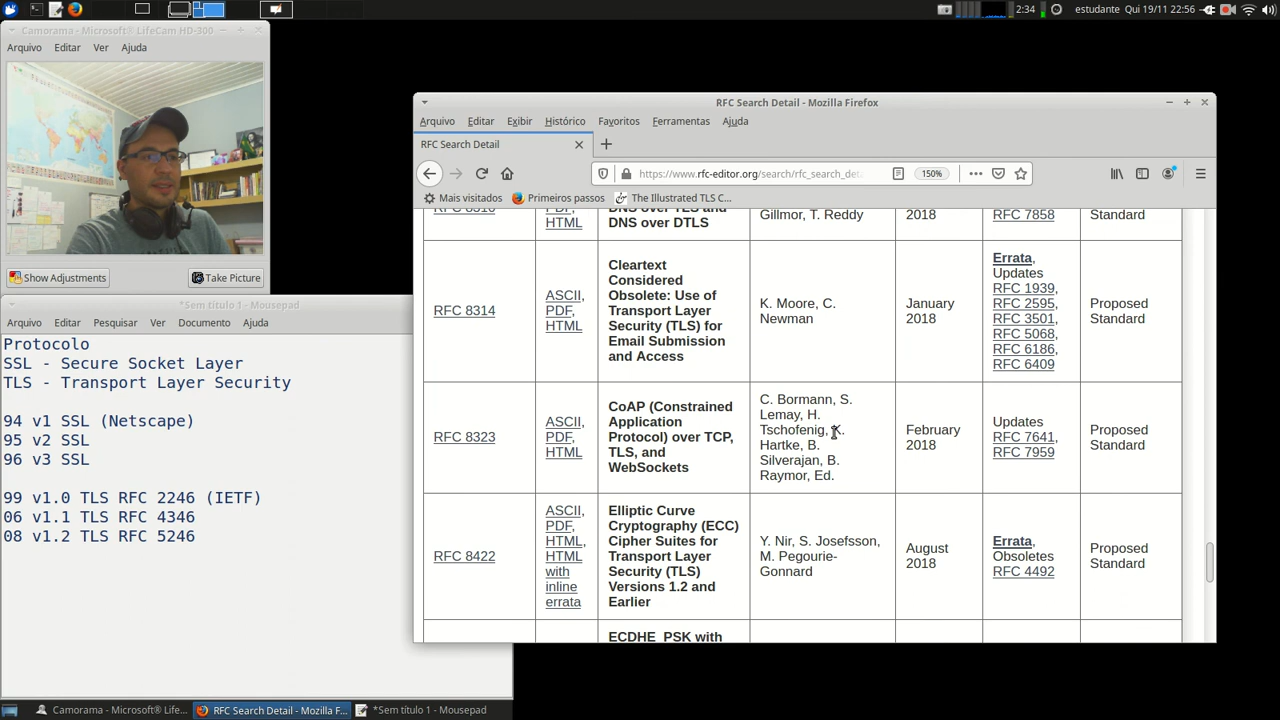 2:34
estudante Qui 19/11 22:56
Camorama - Microsoft® LifeCam HD-300
Arquivo Editar Ver Ajuda
Show Adjustments
Take Picture
*Sem título 1 - Mousepad
Arquivo Editar Pesquisar Ver Documento Ajuda
Protocolo
SSL - Secure Socket Layer
TLS - Transport Layer Security
94 v1 SSL (Netscape)
95 v2 SSL
96 v3 SSL
99 v1.0 TLS RFC 2246 (IETF)
06 v1.1 TLS RFC 4346
08 v1.2 TLS RFC 5246
RFC Search Detail - Mozilla Firefox
Arquivo Editar Exibir Histórico Favoritos Ferramentas Ajuda
RFC Search Detail
https://www.rfc-editor.org/search/rfc_search_det
150%
Mais visitados
Primeiros passos
The Illustrated TLS C...
RFC 8310
PDF,
HTML
DNS over TLS and
DNS over DTLS
Gillmor, T. Reddy
2018
RFC 7858
Standard
RFC 8314
ASCII,
PDF,
HTML
Cleartext
Considered
Obsolete: Use of
Transport Layer
Security (TLS) for
Email Submission
and Access
K. Moore, C.
Newman
January
2018
Errata,
Updates
RFC 1939,
RFC 2595,
RFC 3501,
RFC 5068,
RFC 6186,
RFC 6409
Proposed
Standard
RFC 8323
ASCII,
PDF,
HTML
CoAP (Constrained
Application
Protocol) over TCP,
TLS, and
WebSockets
C. Bormann, S.
Lemay, H.
Tschofenig, K.
Hartke, B.
Silverajan, B.
Raymor, Ed.
February
2018
Updates
RFC 7641,
RFC 7959
Proposed
Standard
RFC 8422
ASCII,
PDF,
HTML,
HTML
with
inline
errata
Elliptic Curve
Cryptography (ECC)
Cipher Suites for
Transport Layer
Security (TLS)
Versions 1.2 and
Earlier
Y. Nir, S. Josefsson,
M. Pegourie-
Gonnard
August
2018
Errata,
Obsoletes
RFC 4492
Proposed
Standard
ECDHE_PSK with
Camorama - Microsoft® Life...
RFC Search Detail - Mozilla F...
*Sem título 1 - Mousepad